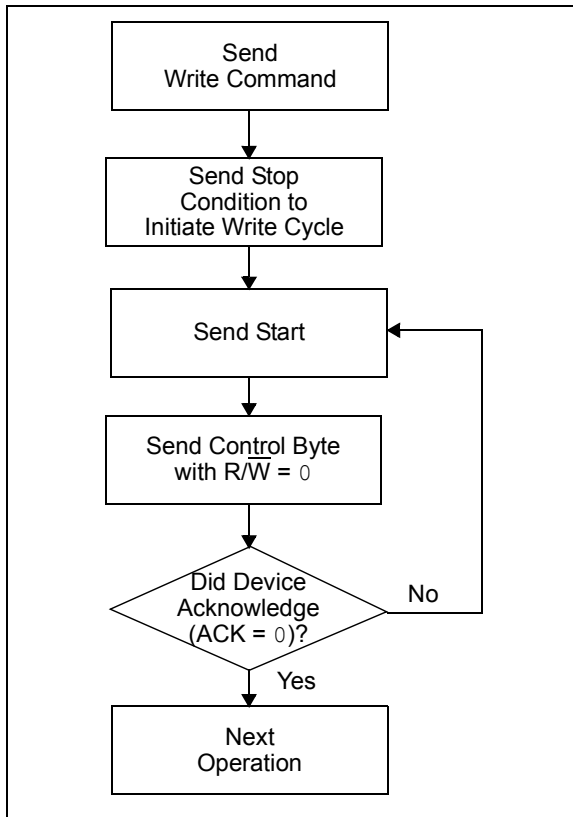 Send
Write Command
Send Stop
Condition to
Initiate Write Cycle
Send Start
Send Control Byte
with R/W̅ = 0
Did Device
Acknowledge
(ACK = 0)?
No
Yes
Next
Operation